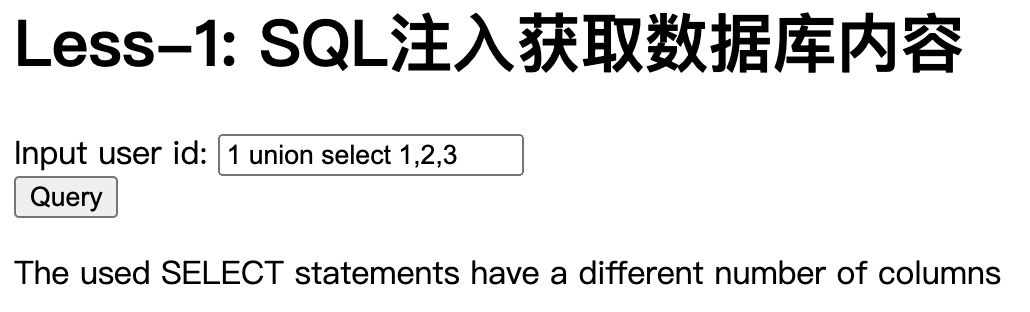 Less-1: SQL注入获取数据库内容
Input user id: 1 union select 1,2,3
Query
The used SELECT statements have a different number of columns